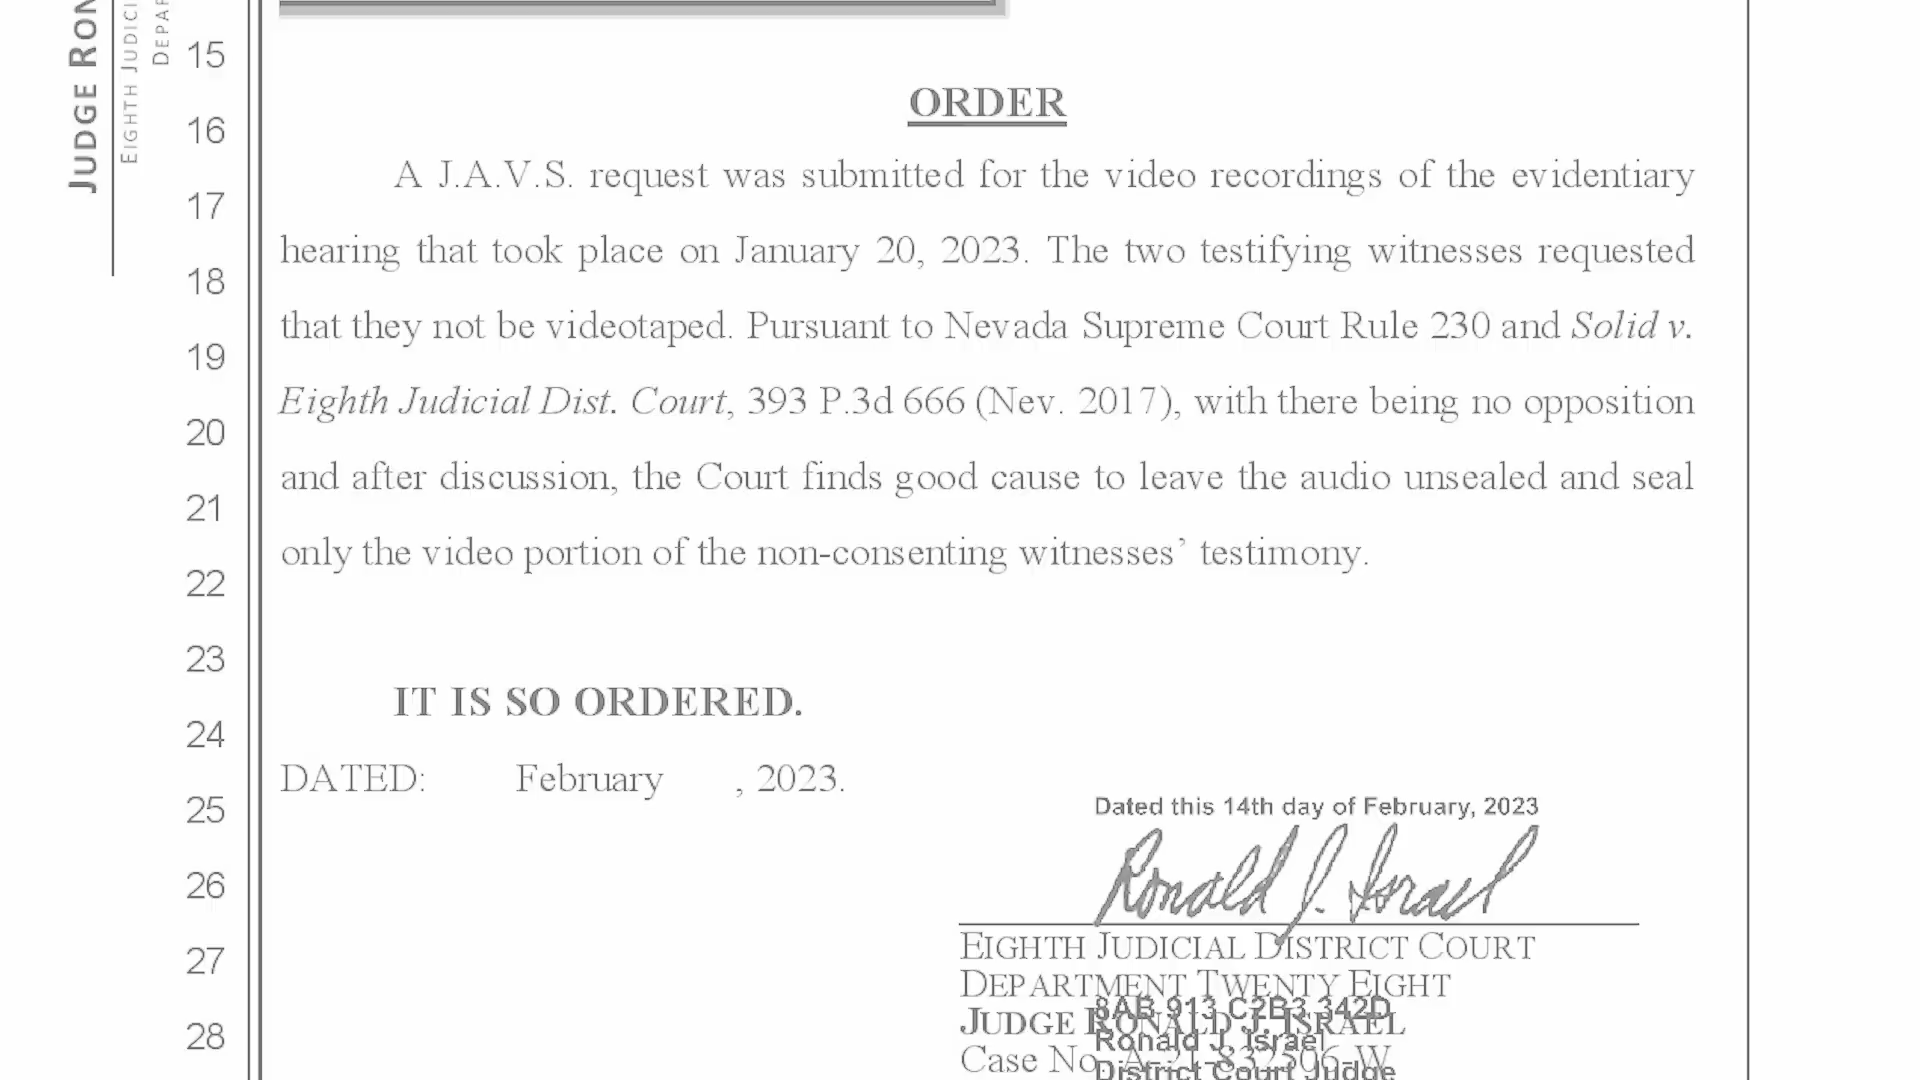 JUDGE RON
EIGHTH JUDICI
DEPAR
15
ORDER
16
A J.A.V.S. request was submitted for the video recordings of the evidentiary
17
hearing that took place on January 20, 2023. The two testifying witnesses requested
18
that they not be videotaped. Pursuant to Nevada Supreme Court Rule 230 and Solid v.
19
Eighth Judicial Dist. Court, 393 P.3d 666 (Nev. 2017), with there being no opposition
20
and after discussion, the Court finds good cause to leave the audio unsealed and seal
21
only the video portion of the non-consenting witnesses’ testimony.
22
23
IT IS SO ORDERED.
24
DATED: February , 2023.
25
Dated this 14th day of February, 2023
Ronald J. Israel
26
EIGHTH JUDICIAL DISTRICT COURT
27
DEPARTMENT TWENTY EIGHT
8AB 913 C2B3 342D
JUDGE RONALD J. ISRAEL
28
Ronald J. Israel
Case No. A-21-832506-W
District Court Judge